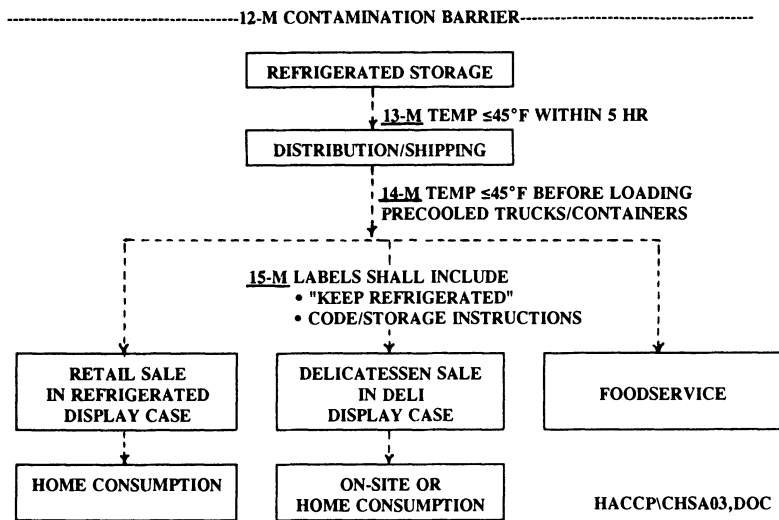 12-M CONTAMINATION BARRIER
REFRIGERATED STORAGE
13-M TEMP ≤45°F WITHIN 5 HR
DISTRIBUTION/SHIPPING
14-M TEMP ≤45°F BEFORE LOADING
PRECOOLED TRUCKS/CONTAINERS
15-M LABELS SHALL INCLUDE
• "KEEP REFRIGERATED"
• CODE/STORAGE INSTRUCTIONS
RETAIL SALE
IN REFRIGERATED
DISPLAY CASE
DELICATESSEN SALE
IN DELI
DISPLAY CASE
FOODSERVICE
HOME CONSUMPTION
ON-SITE OR
HOME CONSUMPTION
HACCP\CHSA03,DOC